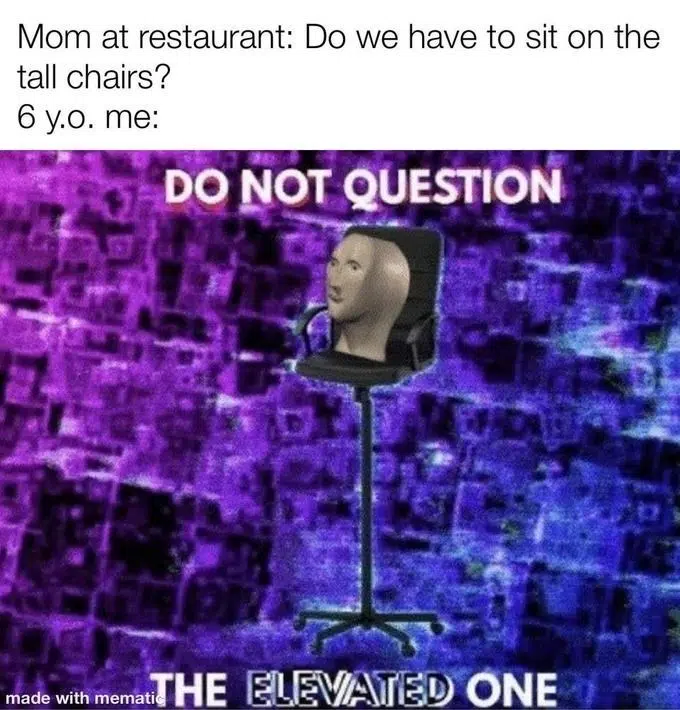 Mom at restaurant: Do we have to sit on the
tall chairs?
6 y.o. me:
DO NOT QUESTION
THE ELEVATED ONE
made with mematic